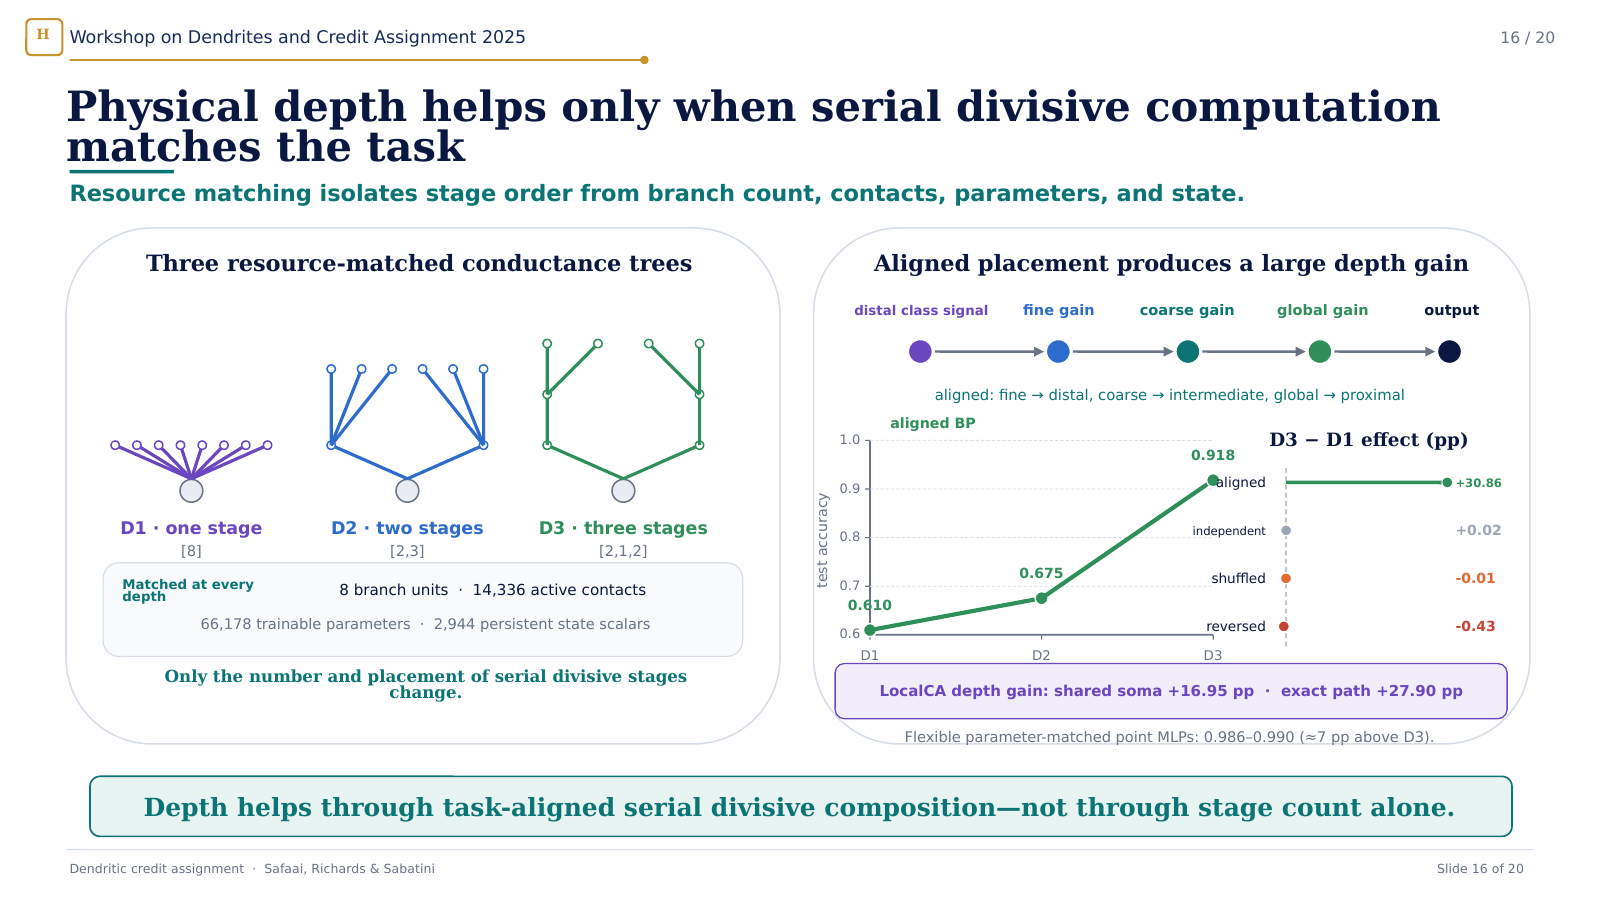 H
Workshop on Dendrites and Credit Assignment 2025
16 / 20
Physical depth helps only when serial divisive computation
matches the task
Resource matching isolates stage order from branch count, contacts, parameters, and state.
Three resource-matched conductance trees
D1 · one stage
[8]
D2 · two stages
[2,3]
D3 · three stages
[2,1,2]
Matched at every
depth
8 branch units · 14,336 active contacts
66,178 trainable parameters · 2,944 persistent state scalars
Only the number and placement of serial divisive stages
change.
Aligned placement produces a large depth gain
distal class signal
fine gain
coarse gain
global gain
output
aligned: fine → distal, coarse → intermediate, global → proximal
aligned BP
test accuracy
1.0
0.9
0.8
0.7
0.6
0.610
0.675
0.918
D1
D2
D3
D3 − D1 effect (pp)
aligned
+30.86
independent
+0.02
shuffled
-0.01
reversed
-0.43
LocalCA depth gain: shared soma +16.95 pp · exact path +27.90 pp
Flexible parameter-matched point MLPs: 0.986–0.990 (≈7 pp above D3).
Depth helps through task-aligned serial divisive composition—not through stage count alone.
Dendritic credit assignment · Safaai, Richards & Sabatini
Slide 16 of 20